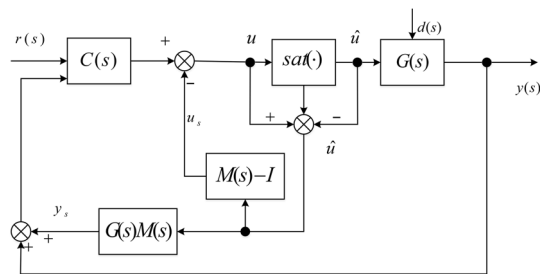 r(s)
C(s)
+
−
u
sat(·)
û
d(s)
G(s)
y(s)
u_s
+
−
û
M(s)−I
y_s
G(s)M(s)
+
+